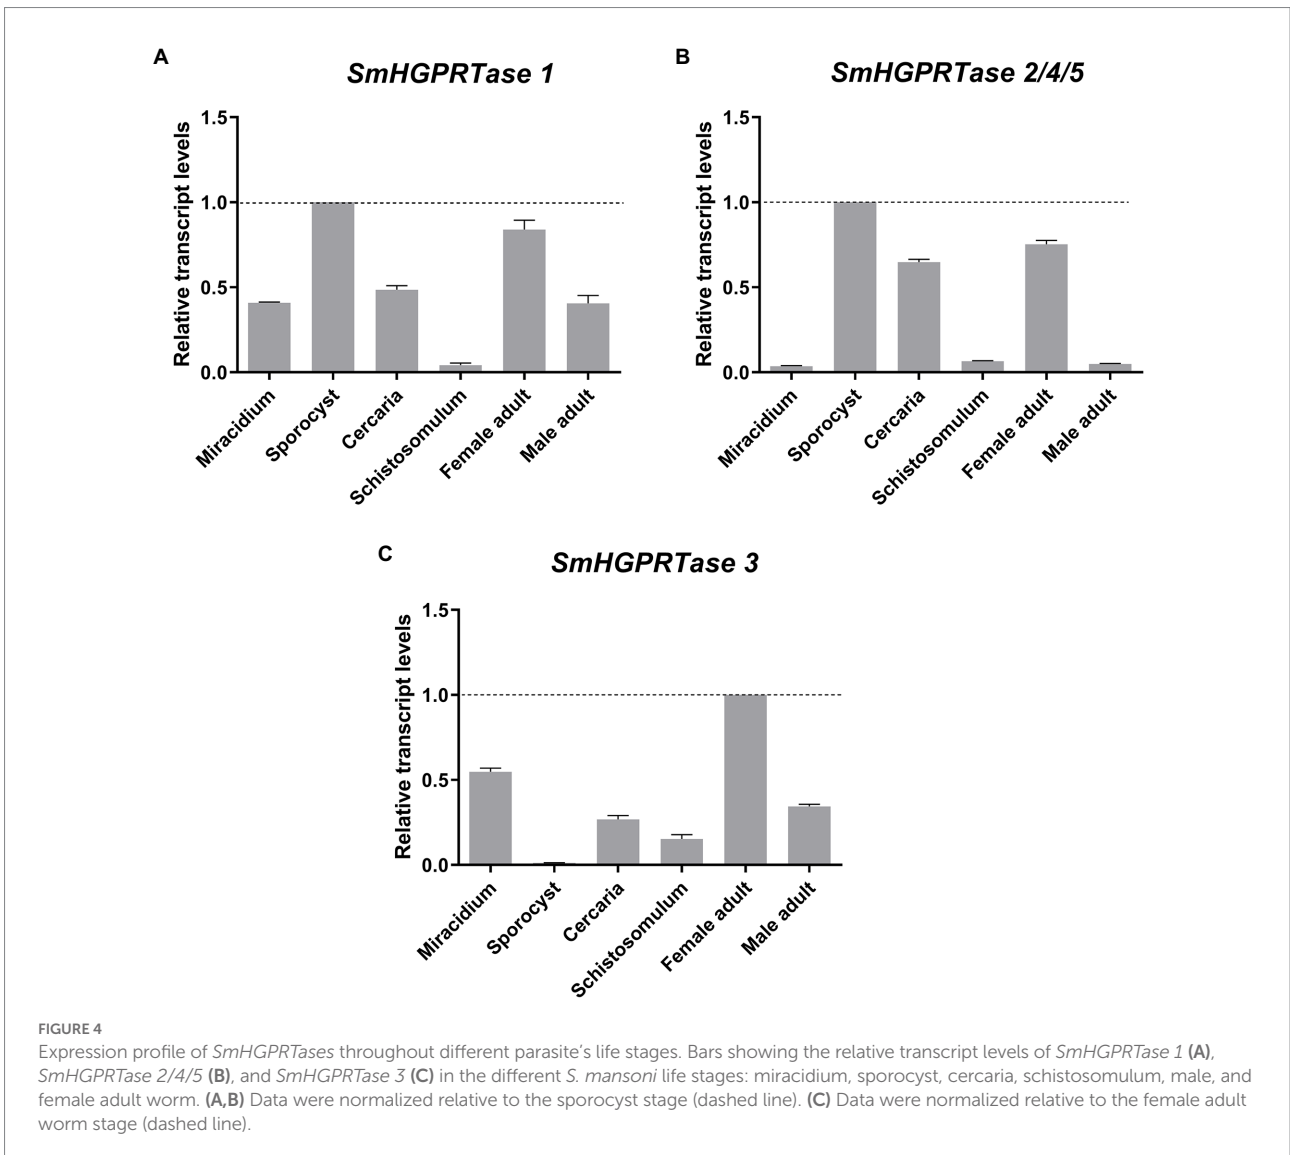 A
SmHGPRTase 1
Relative transcript levels
1.5
1.0
0.5
0.0
Miracidium
Sporocyst
Cercaria
Schistosomulum
Female adult
Male adult
B
SmHGPRTase 2/4/5
Relative transcript levels
1.5
1.0
0.5
0.0
Miracidium
Sporocyst
Cercaria
Schistosomulum
Female adult
Male adult
C
SmHGPRTase 3
Relative transcript levels
1.5
1.0
0.5
0.0
Miracidium
Sporocyst
Cercaria
Schistosomulum
Female adult
Male adult
FIGURE 4
Expression profile of SmHGPRTases throughout different parasite's life stages. Bars showing the relative transcript levels of SmHGPRTase 1 (A),
SmHGPRTase 2/4/5 (B), and SmHGPRTase 3 (C) in the different S. mansoni life stages: miracidium, sporocyst, cercaria, schistosomulum, male, and
female adult worm. (A,B) Data were normalized relative to the sporocyst stage (dashed line). (C) Data were normalized relative to the female adult
worm stage (dashed line).